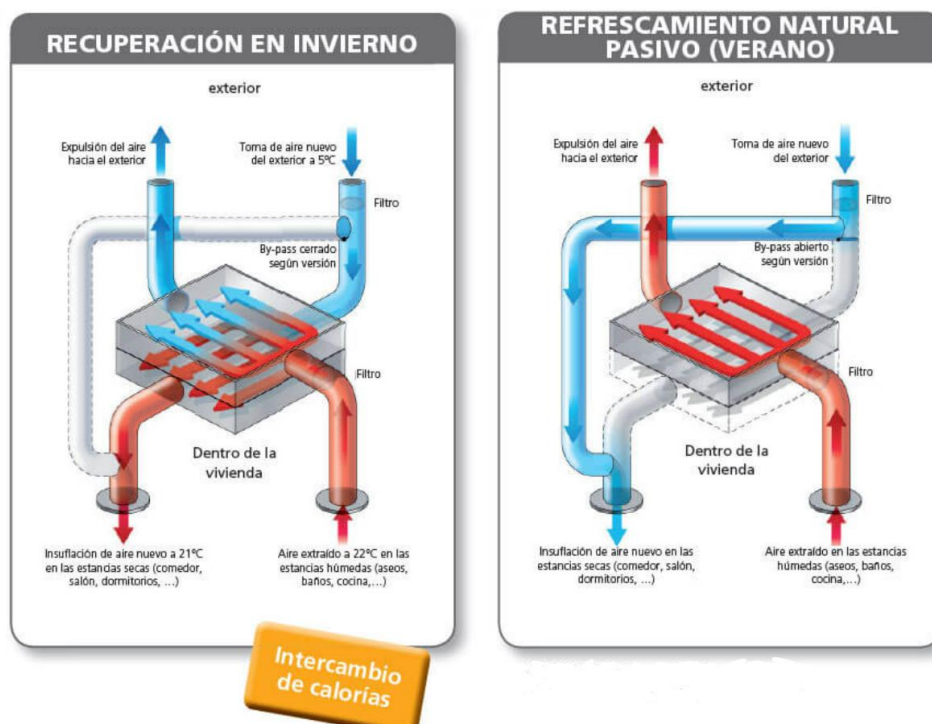 RECUPERACIÓN EN INVIERNO
exterior
Expulsión del aire
hacia el exterior
Toma de aire nuevo
del exterior a 5ºC
Filtro
By-pass cerrado
según versión
Filtro
Dentro de la
vivienda
Insuflación de aire nuevo a 21ºC
en las estancias secas (comedor,
salón, dormitorios, ...)
Aire extraído a 22ºC en las
estancias húmedas (aseos,
baños, cocina,...)
Intercambio
de calorías
REFRESCAMIENTO NATURAL
PASIVO (VERANO)
exterior
Expulsión del aire
hacia el exterior
Toma de aire nuevo
del exterior
Filtro
By-pass abierto
según versión
Filtro
Dentro de la
vivienda
Insuflación de aire nuevo en las
estancias secas (comedor, salón,
dormitorios, ...)
Aire extraído en las estancias
húmedas (aseos, baños,
cocina,...)